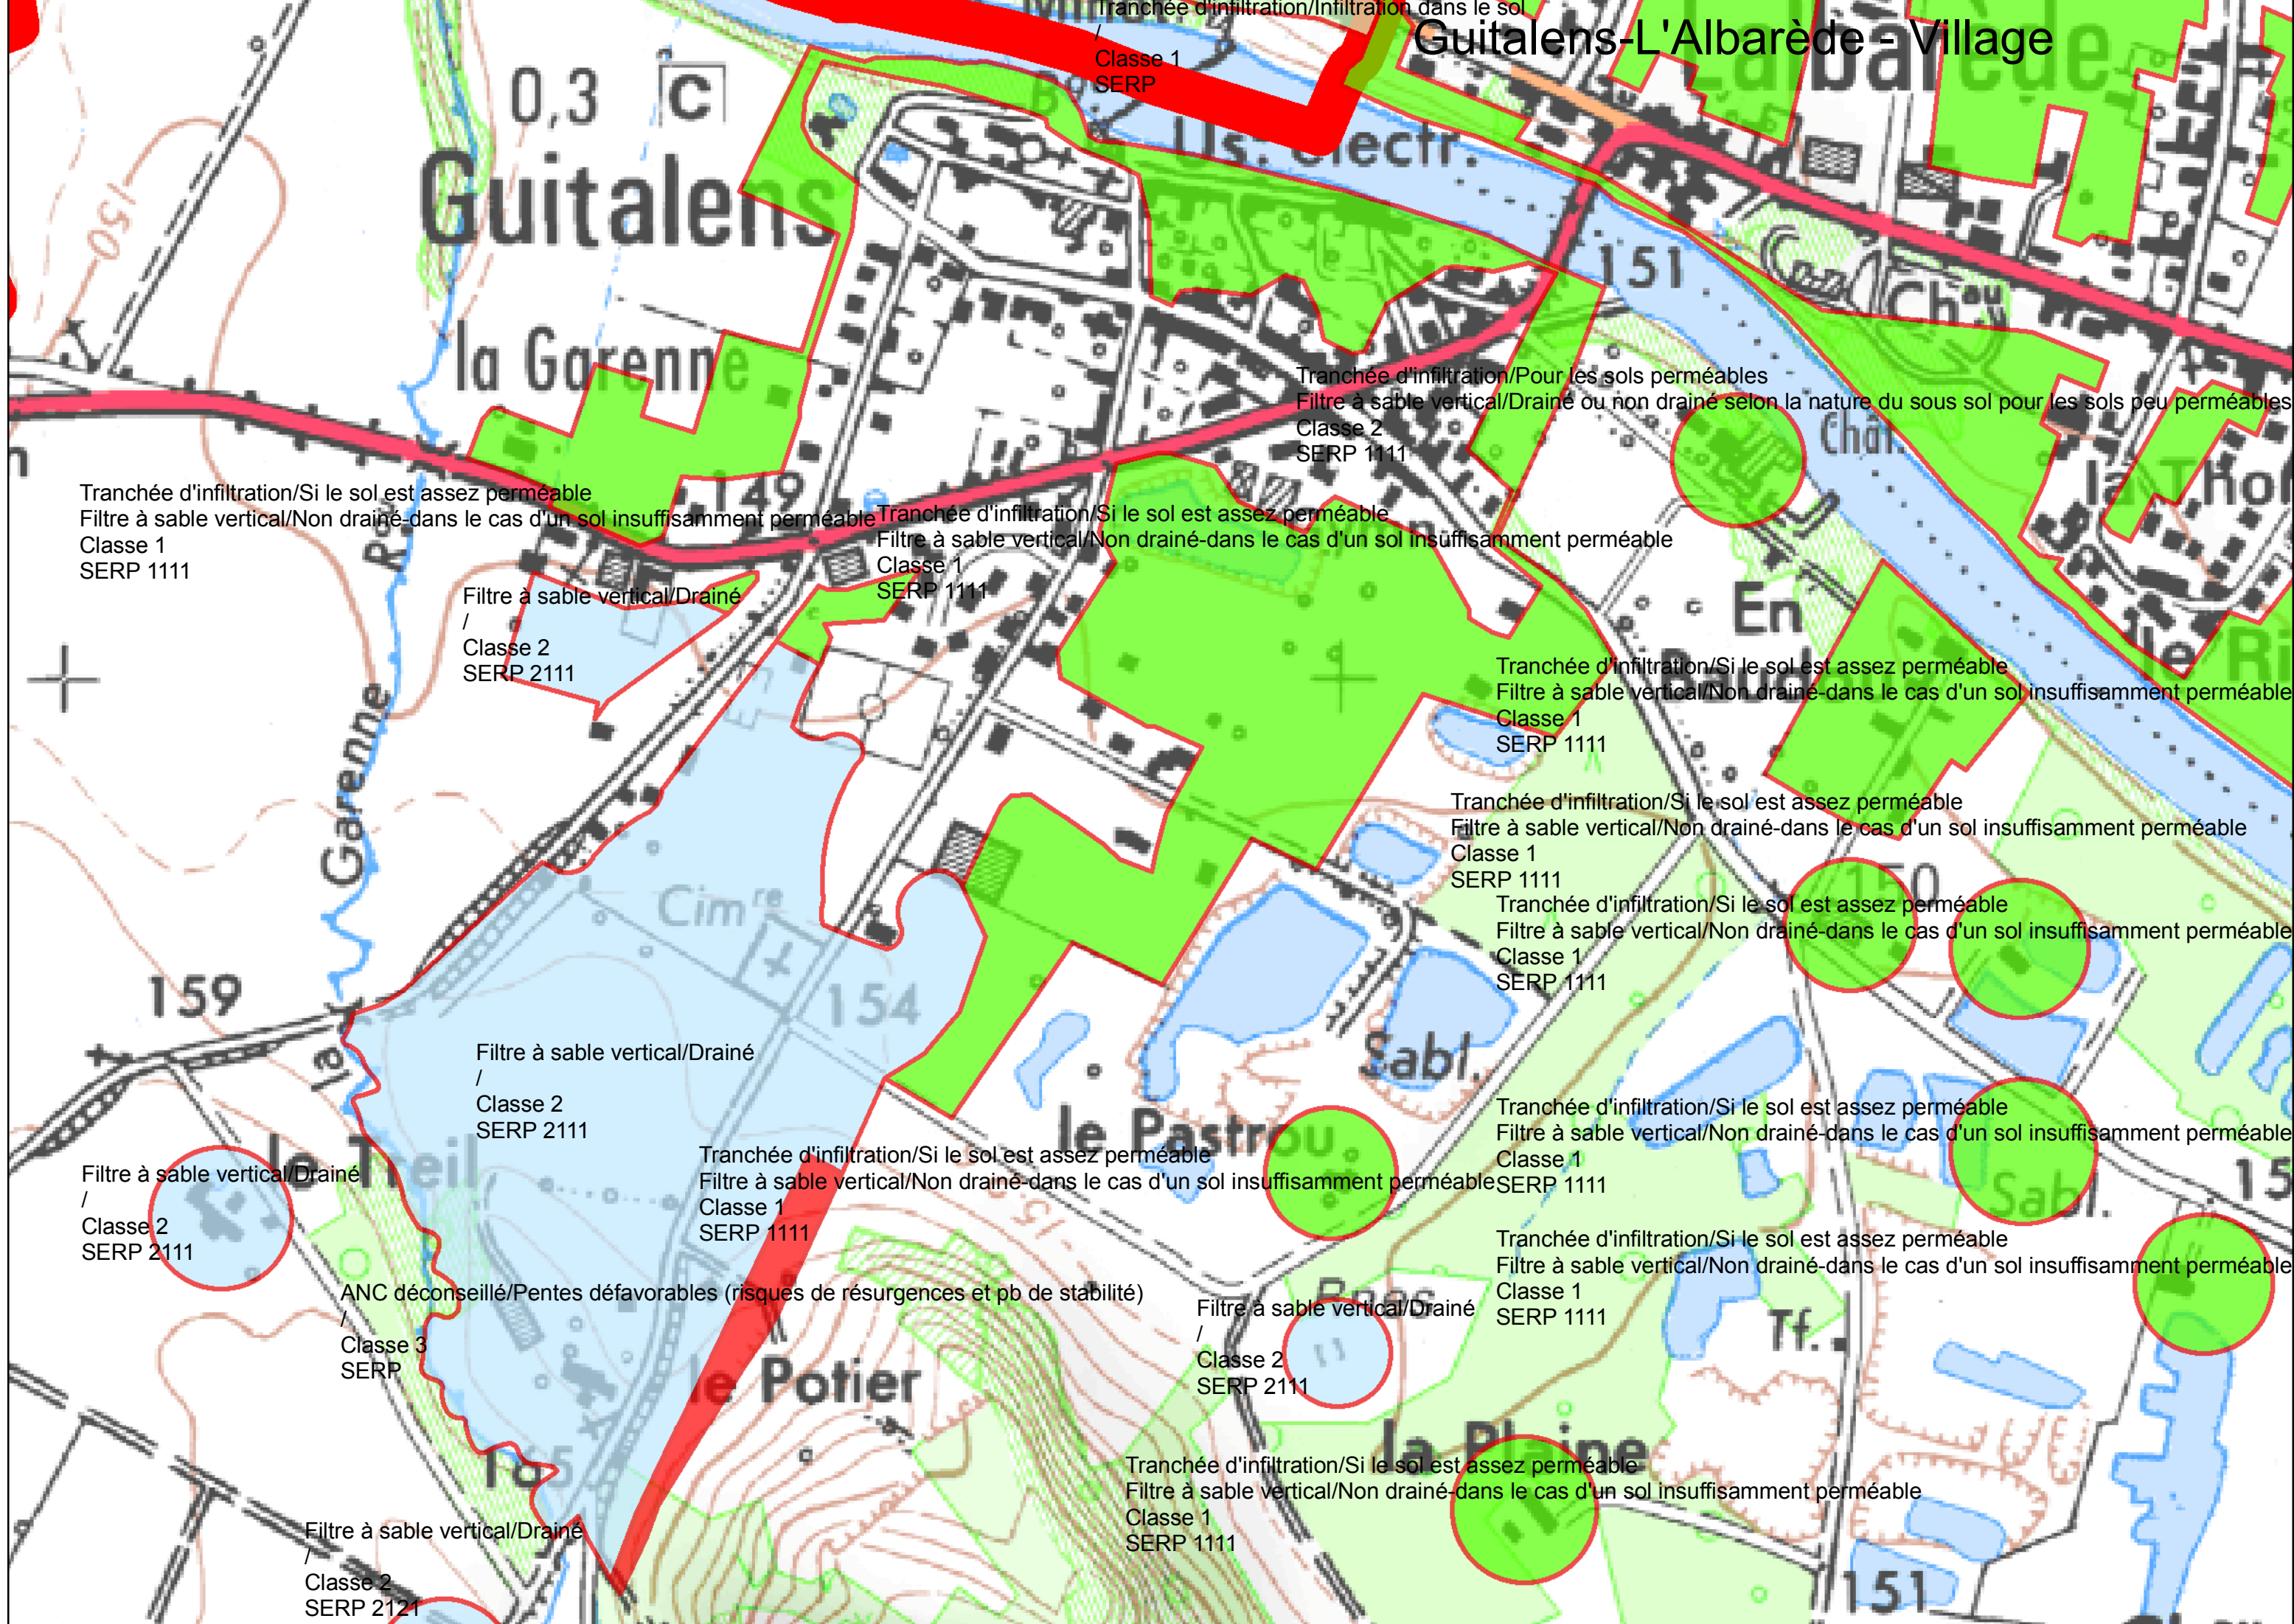 Tranchée d'infiltration/Infiltration dans le sol
/
Classe 1
SERP
Guitalens-L'Albarède - Village
Lalbarède
0,3 C
Us. électr.
Guitalens
150
151
Chau
la Garenne
Tranchée d'infiltration/Pour les sols perméables
Filtre à sable vertical/Drainé ou non drainé selon la nature du sous sol pour les sols peu perméables
Classe 2
SERP 1111
Chât.
149
Tranchée d'infiltration/Si le sol est assez perméable
Filtre à sable vertical/Non drainé-dans le cas d'un sol insuffisamment perméable
Classe 1
SERP 1111
Tranchée d'infiltration/Si le sol est assez perméable
Filtre à sable vertical/Non drainé-dans le cas d'un sol insuffisamment perméable
Classe 1
SERP 1111
Filtre à sable vertical/Drainé
/
Classe 2
SERP 2111
En
Tranchée d'infiltration/Si le sol est assez perméable
Filtre à sable vertical/Non drainé-dans le cas d'un sol insuffisamment perméable
Classe 1
SERP 1111
Rau
la Garenne
Tranchée d'infiltration/Si le sol est assez perméable
Filtre à sable vertical/Non drainé-dans le cas d'un sol insuffisamment perméable
Classe 1
SERP 1111
150
Tranchée d'infiltration/Si le sol est assez perméable
Filtre à sable vertical/Non drainé-dans le cas d'un sol insuffisamment perméable
Classe 1
SERP 1111
Cimre
159
154
Sabl.
Filtre à sable vertical/Drainé
/
Classe 2
SERP 2111
le Pastrou
Tranchée d'infiltration/Si le sol est assez perméable
Filtre à sable vertical/Non drainé-dans le cas d'un sol insuffisamment perméable
Classe 1
SERP 1111
Tranchée d'infiltration/Si le sol est assez perméable
Filtre à sable vertical/Non drainé-dans le cas d'un sol insuffisamment perméable
Classe 1
SERP 1111
Sabl.
le Treil
Filtre à sable vertical/Drainé
/
Classe 2
SERP 2111
Tranchée d'infiltration/Si le sol est assez perméable
Filtre à sable vertical/Non drainé-dans le cas d'un sol insuffisamment perméable
Classe 1
SERP 1111
ANC déconseillé/Pentes défavorables (risques de résurgences et pb de stabilité)
/
Classe 3
SERP
Rnes
Filtre à sable vertical/Drainé
/
Classe 2
SERP 2111
Tf.
le Potier
la Plaine
Tranchée d'infiltration/Si le sol est assez perméable
Filtre à sable vertical/Non drainé-dans le cas d'un sol insuffisamment perméable
Classe 1
SERP 1111
165
Filtre à sable vertical/Drainé
/
Classe 2
SERP 2121
151